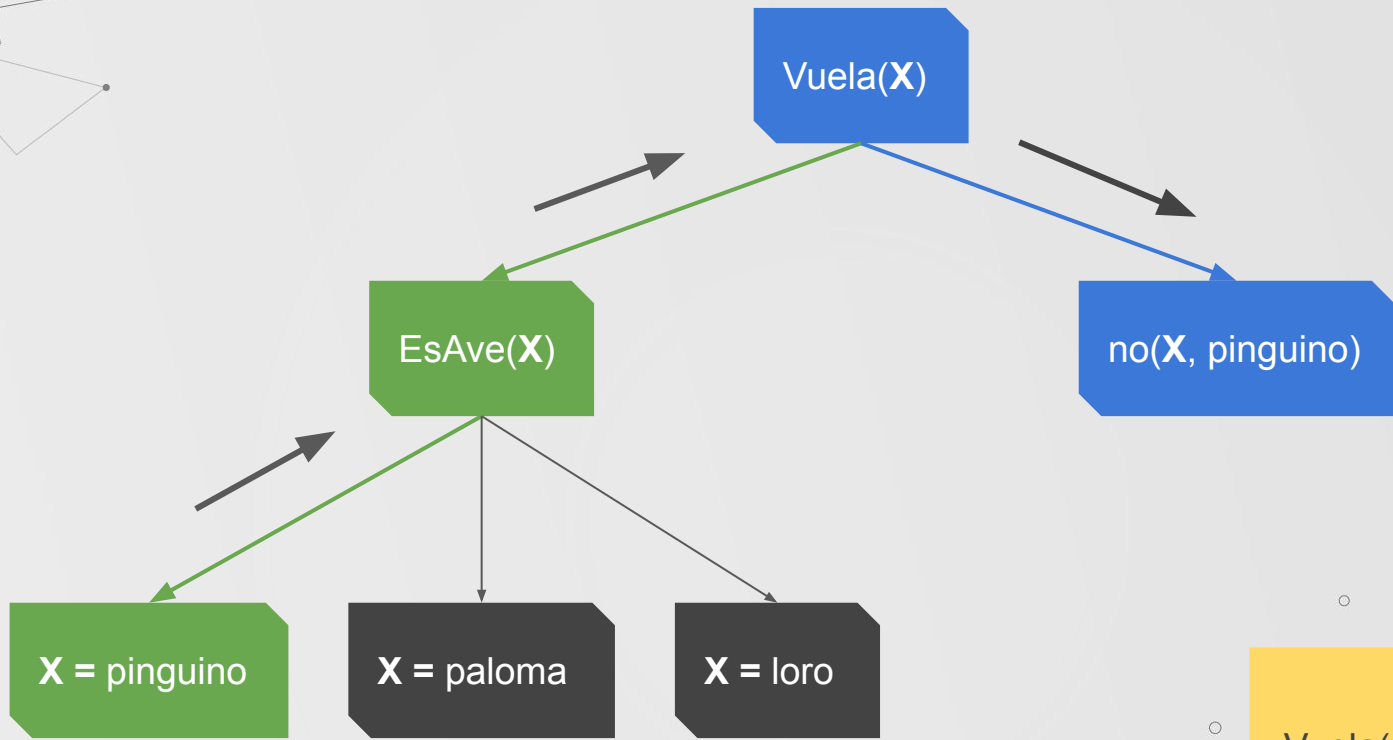 Vuela(X)
EsAve(X)
no(X, pinguino)
X = pinguino
X = paloma
X = loro